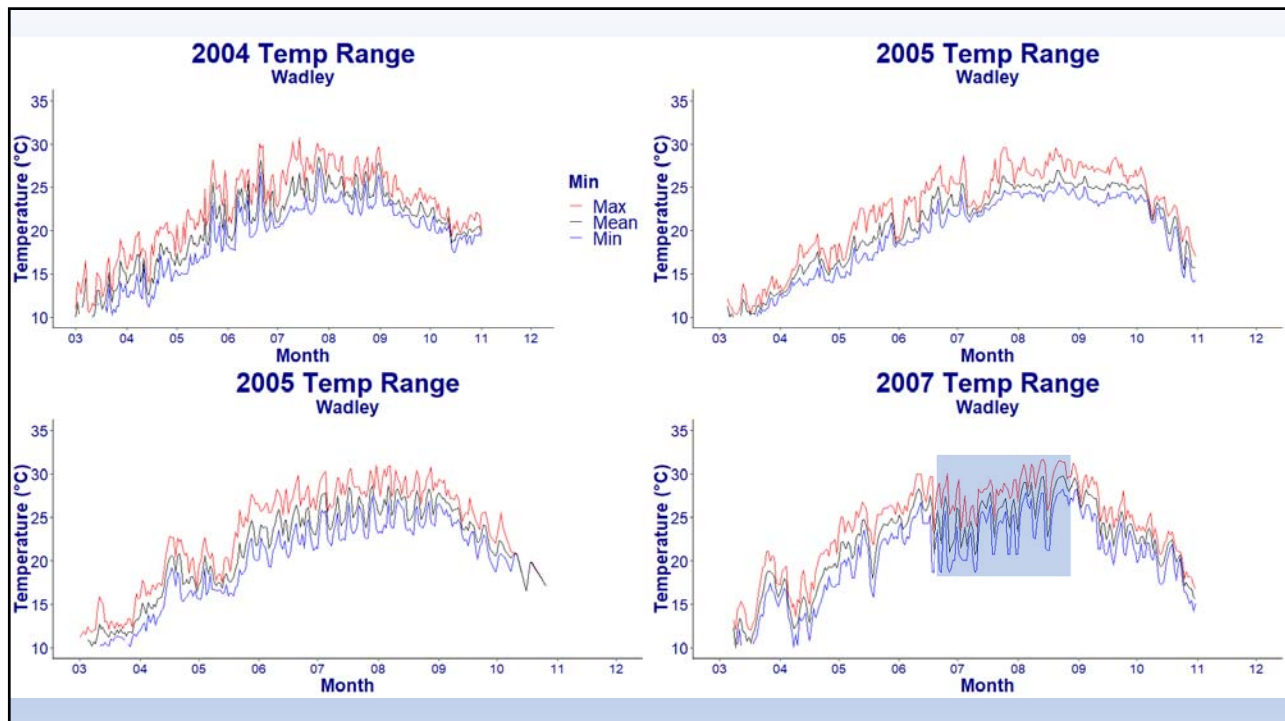 2004 Temp Range
Wadley
Temperature (°C)
35
30
25
20
15
10
03 04 05 06 07 08 09 10 11 12
Month
Min
Max
Mean
Min
2005 Temp Range
Wadley
Temperature (°C)
35
30
25
20
15
10
03 04 05 06 07 08 09 10 11 12
Month
2005 Temp Range
Wadley
Temperature (°C)
35
30
25
20
15
10
03 04 05 06 07 08 09 10 11 12
Month
2007 Temp Range
Wadley
Temperature (°C)
35
30
25
20
15
10
03 04 05 06 07 08 09 10 11 12
Month